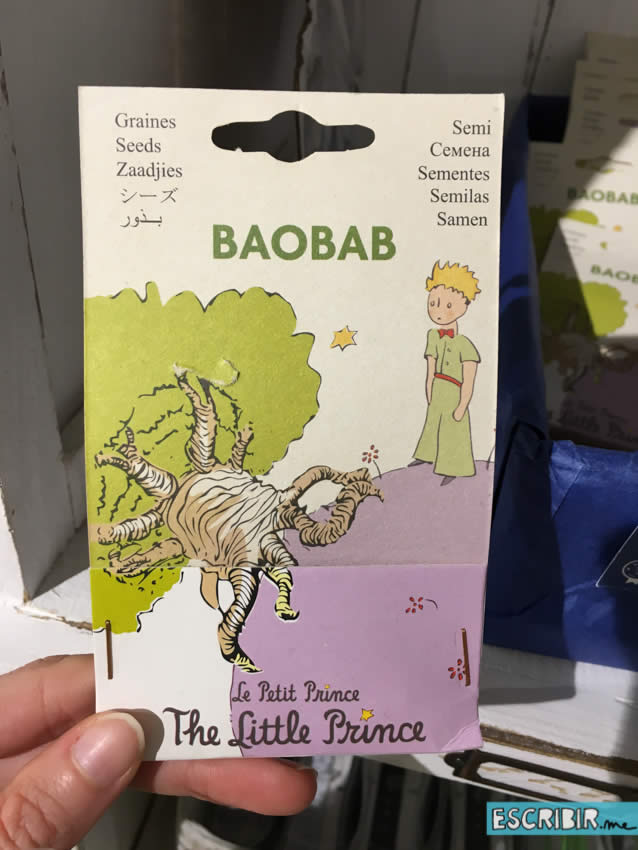 Graines
Seeds
Zaadjies
シーズ
بـذور
Semi
Семена
Sementes
Semilas
Samen
BAOBAB
Le Petit Prince
The Little Prince
BAOBAB
BAOB
ESCRIBIR.me